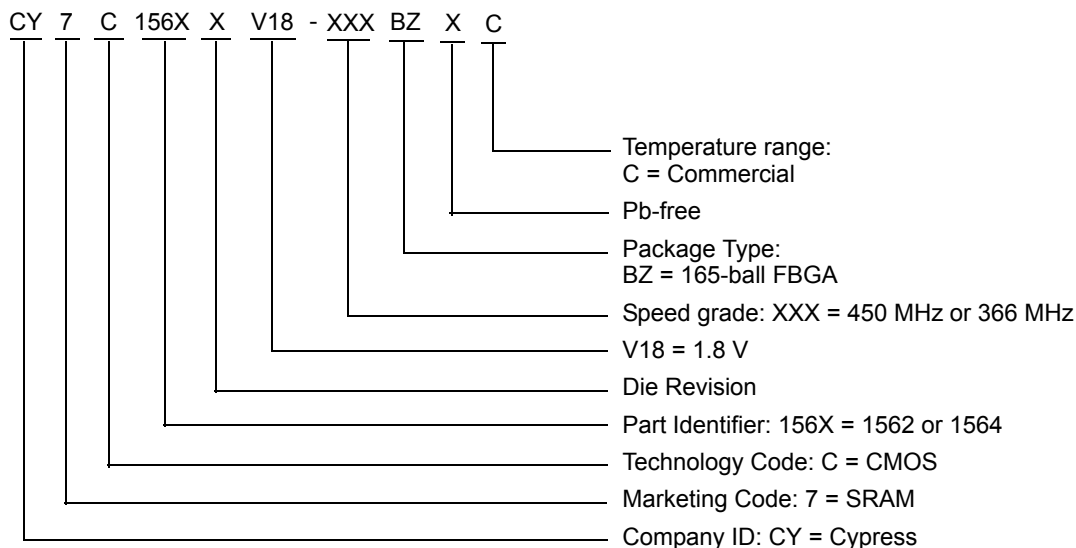 CY 7 C 156X X V18 - XXX BZ X C
Temperature range:
C = Commercial
Pb-free
Package Type:
BZ = 165-ball FBGA
Speed grade: XXX = 450 MHz or 366 MHz
V18 = 1.8 V
Die Revision
Part Identifier: 156X = 1562 or 1564
Technology Code: C = CMOS
Marketing Code: 7 = SRAM
Company ID: CY = Cypress